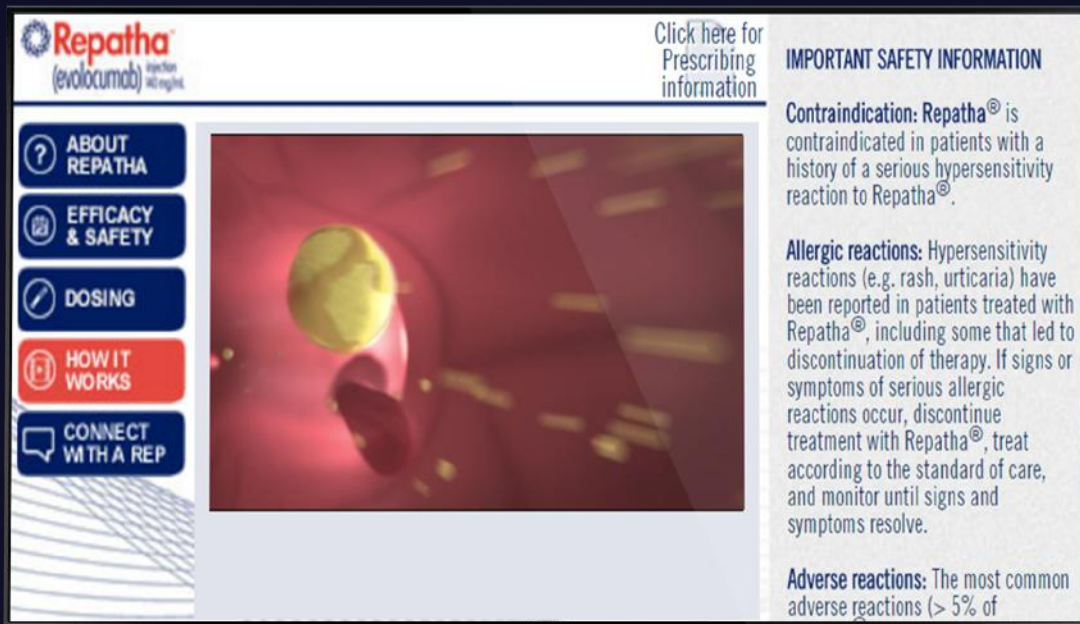 Repatha™
(evolocumab) injection
140 mg/mL
Click here for
Prescribing
information
ABOUT
REPATHA
EFFICACY
& SAFETY
DOSING
HOW IT
WORKS
CONNECT
WITH A REP
IMPORTANT SAFETY INFORMATION
Contraindication: Repatha® is
contraindicated in patients with a
history of a serious hypersensitivity
reaction to Repatha®.
Allergic reactions: Hypersensitivity
reactions (e.g. rash, urticaria) have
been reported in patients treated with
Repatha®, including some that led to
discontinuation of therapy. If signs or
symptoms of serious allergic
reactions occur, discontinue
treatment with Repatha®, treat
according to the standard of care,
and monitor until signs and
symptoms resolve.
Adverse reactions: The most common
adverse reactions (> 5% of